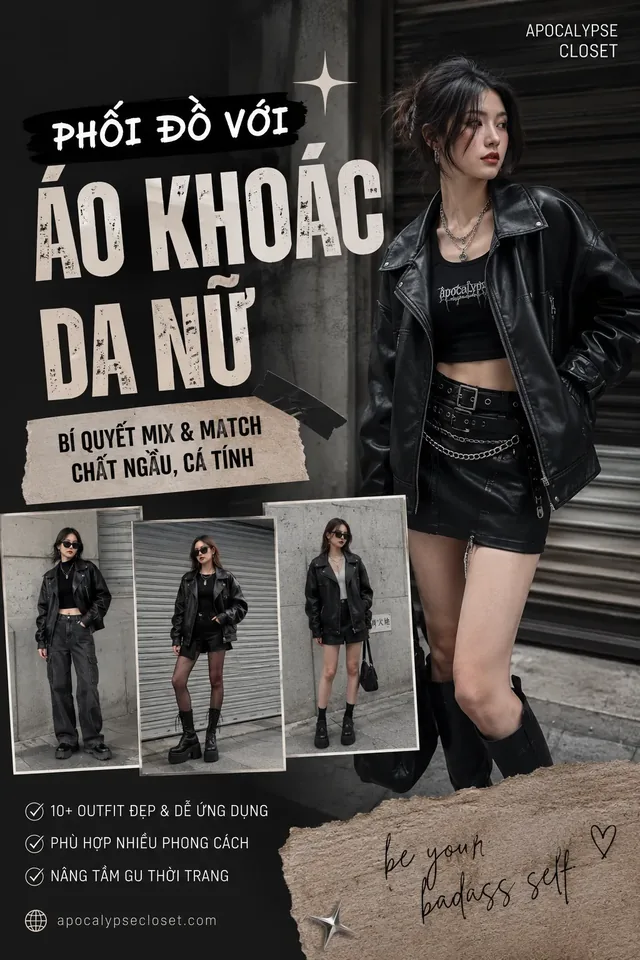 APOCALYPSE
CLOSET
PHỐI ĐỒ VỚI
ÁO KHOÁC
DA NỮ
BÍ QUYẾT MIX & MATCH
CHẤT NGẦU, CÁ TÍNH
apocalypse
10+ OUTFIT ĐẸP & DỄ ỨNG DỤNG
PHÙ HỢP NHIỀU PHONG CÁCH
NÂNG TẦM GU THỜI TRANG
apocalypsecloset.com
be your
badass self